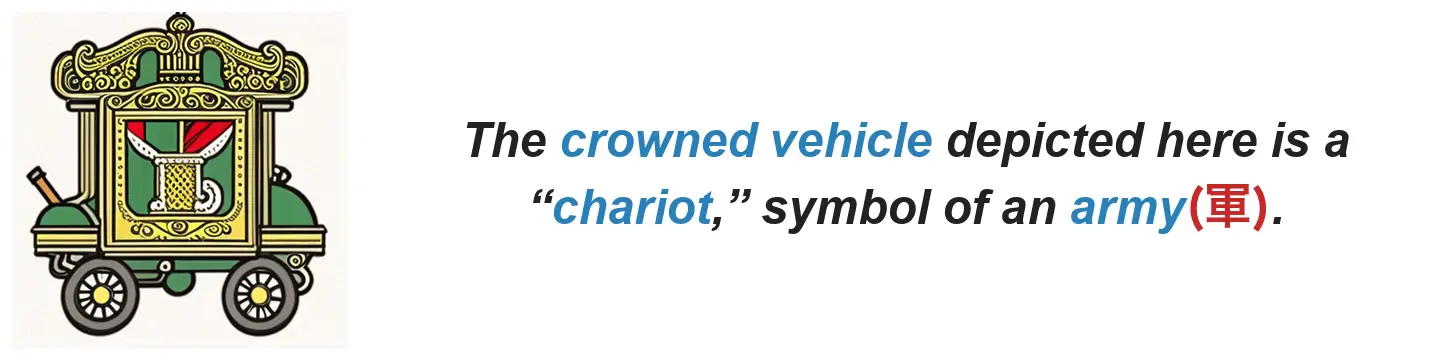 The crowned vehicle depicted here is a
“chariot,” symbol of an army(軍).